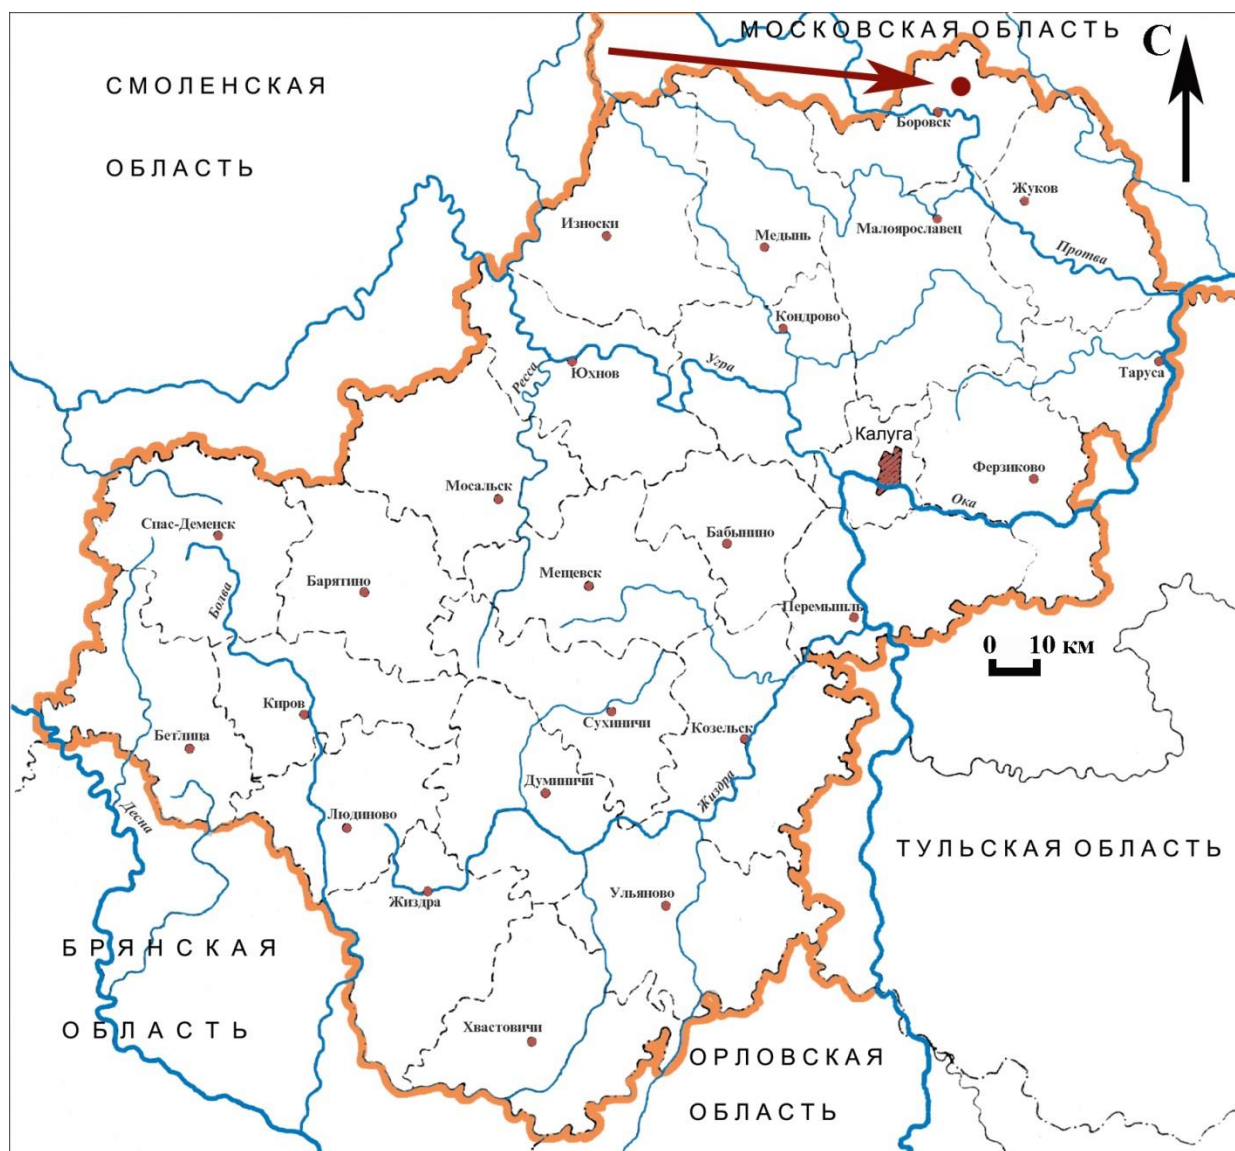 МОСКОВСКАЯ ОБЛАСТЬ
С
СМОЛЕНСКАЯ
ОБЛАСТЬ
Боровск
Жуков
Износки
Медынь
Малоярославец
Протва
Кондрово
Угра
Юхнов
Ресса
Таруса
Калуга
Ферзиково
Ока
Мосальск
Спас-Деменск
Бабынино
Барятино
Мещевск
Болва
Перемышль
0 10 км
Киров
Сухиничи
Козельск
Бетлица
Думиничи
Жиздра
Десна
Людиново
ТУЛЬСКАЯ ОБЛАСТЬ
Жиздра
Ульяново
БРЯНСКАЯ
ОБЛАСТЬ
Хвастовичи
ОРЛОВСКАЯ
ОБЛАСТЬ